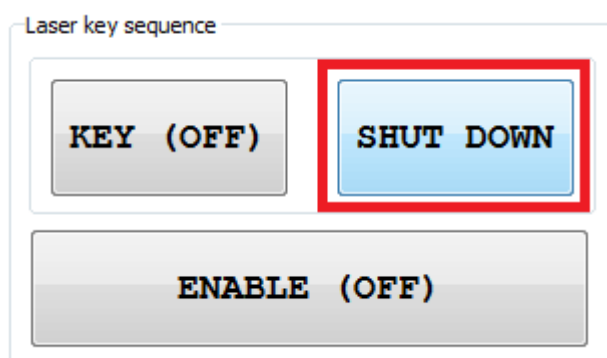 Laser key sequence
KEY (OFF)
SHUT DOWN
ENABLE (OFF)